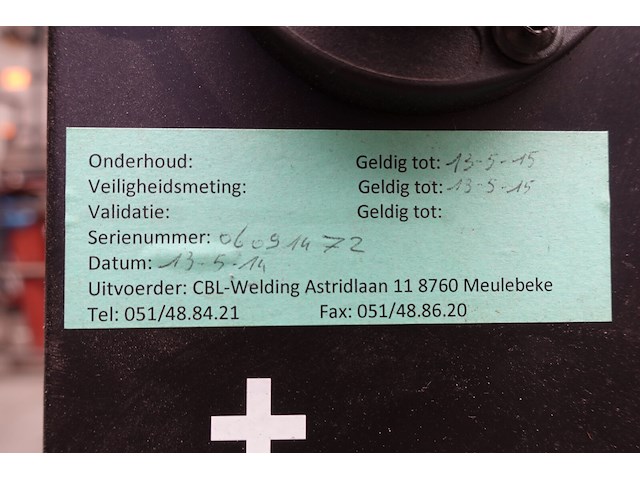 Onderhoud: Geldig tot: 13-5-15
Veiligheidsmeting: Geldig tot: 13-5-15
Validatie: Geldig tot:
Serienummer: 06091472
Datum: 13-5-14
Uitvoerder: CBL-Welding Astridlaan 11 8760 Meulebeke
Tel: 051/48.84.21 Fax: 051/48.86.20